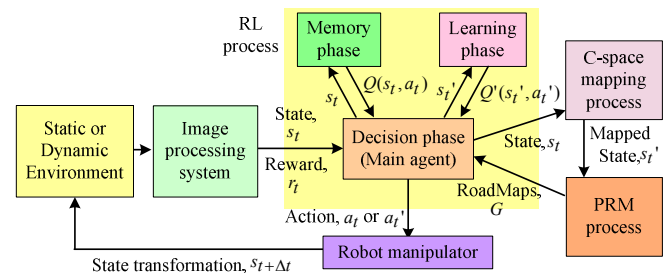 RL
process
Memory
phase
Learning
phase
C-space
mapping
process
s_t
Q(s_t, a_t)
s_t'
Q'(s_t', a_t')
Static or
Dynamic
Environment
Image
processing
system
State,
s_t
Reward,
r_t
Decision phase
(Main agent)
State, s_t
Mapped
State, s_t'
RoadMaps,
G
PRM
process
Action, a_t or a_t'
Robot manipulator
State transformation, s_{t+Δt}